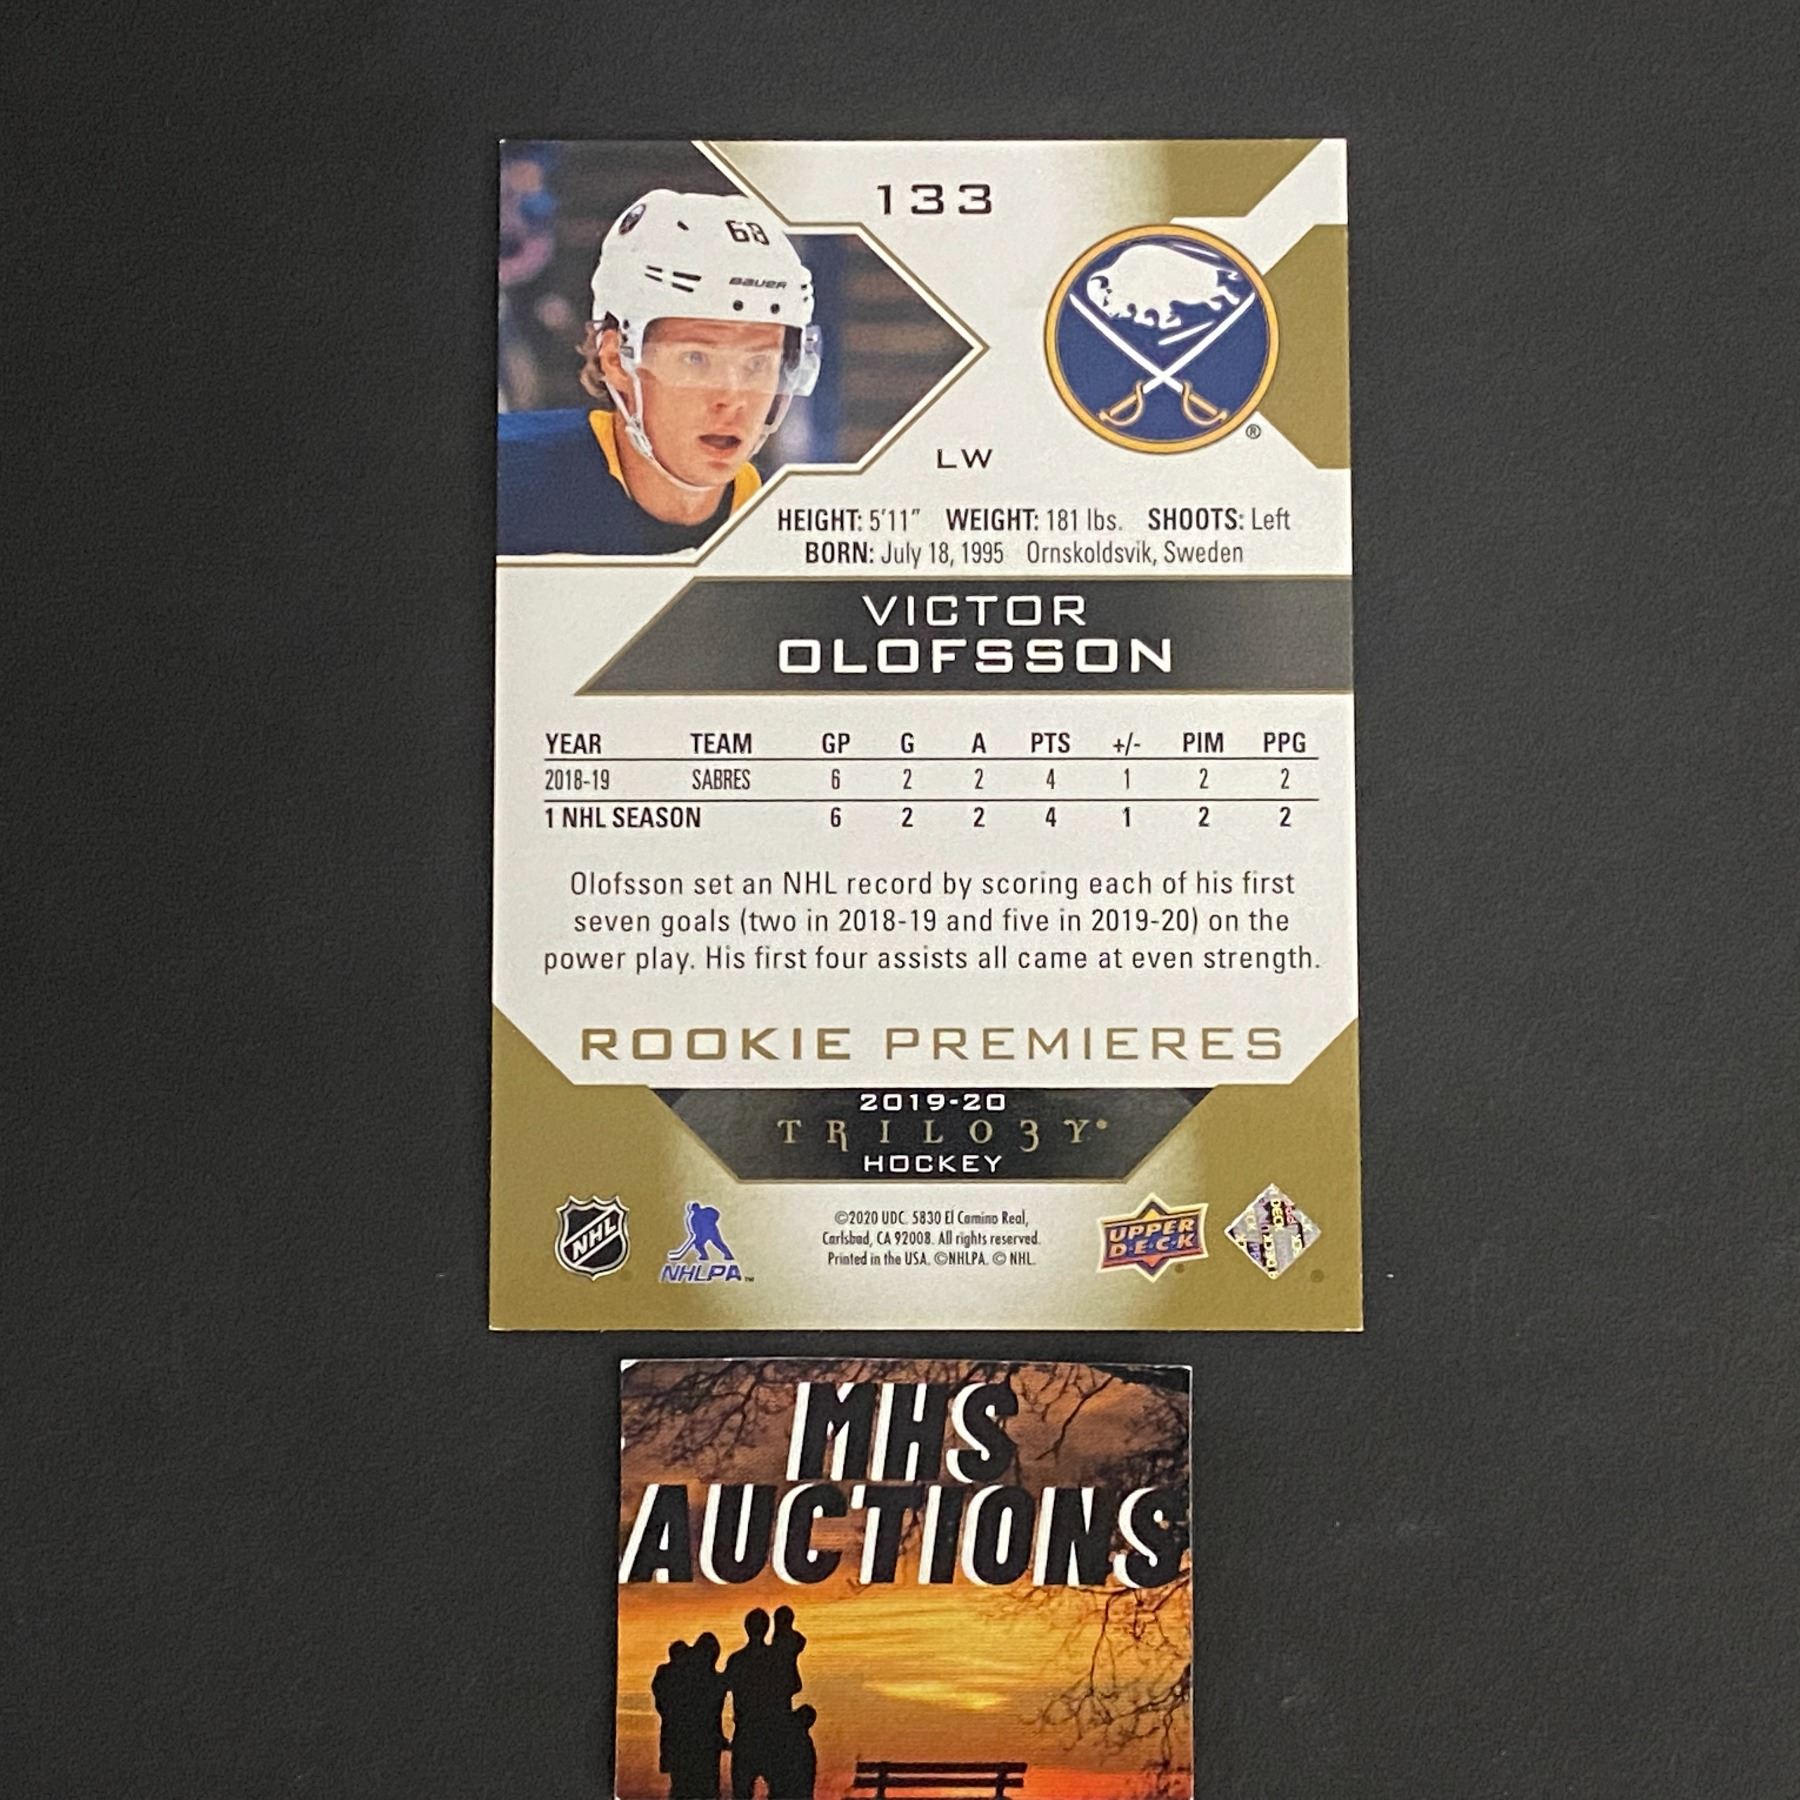 133
68
BAUER
®
LW
HEIGHT: 5'11" WEIGHT: 181 lbs. SHOOTS: Left
BORN: July 18, 1995 Ornskoldsvik, Sweden
VICTOR
OLOFSSON
YEAR TEAM GP G A PTS +/- PIM PPG
2018-19 SABRES 6 2 2 4 1 2 2
1 NHL SEASON 6 2 2 4 1 2 2
Olofsson set an NHL record by scoring each of his first
seven goals (two in 2018-19 and five in 2019-20) on the
power play. His first four assists all came at even strength.
ROOKIE PREMIERES
2019-20
TRILO3Y
HOCKEY
NHL
NHLPA™
©2020 UDC. 5830 El Camino Real,
Carlsbad, CA 92008. All rights reserved.
Printed in the USA. ©NHLPA. © NHL.
UPPER
DECK
MHS
AUCTIONS